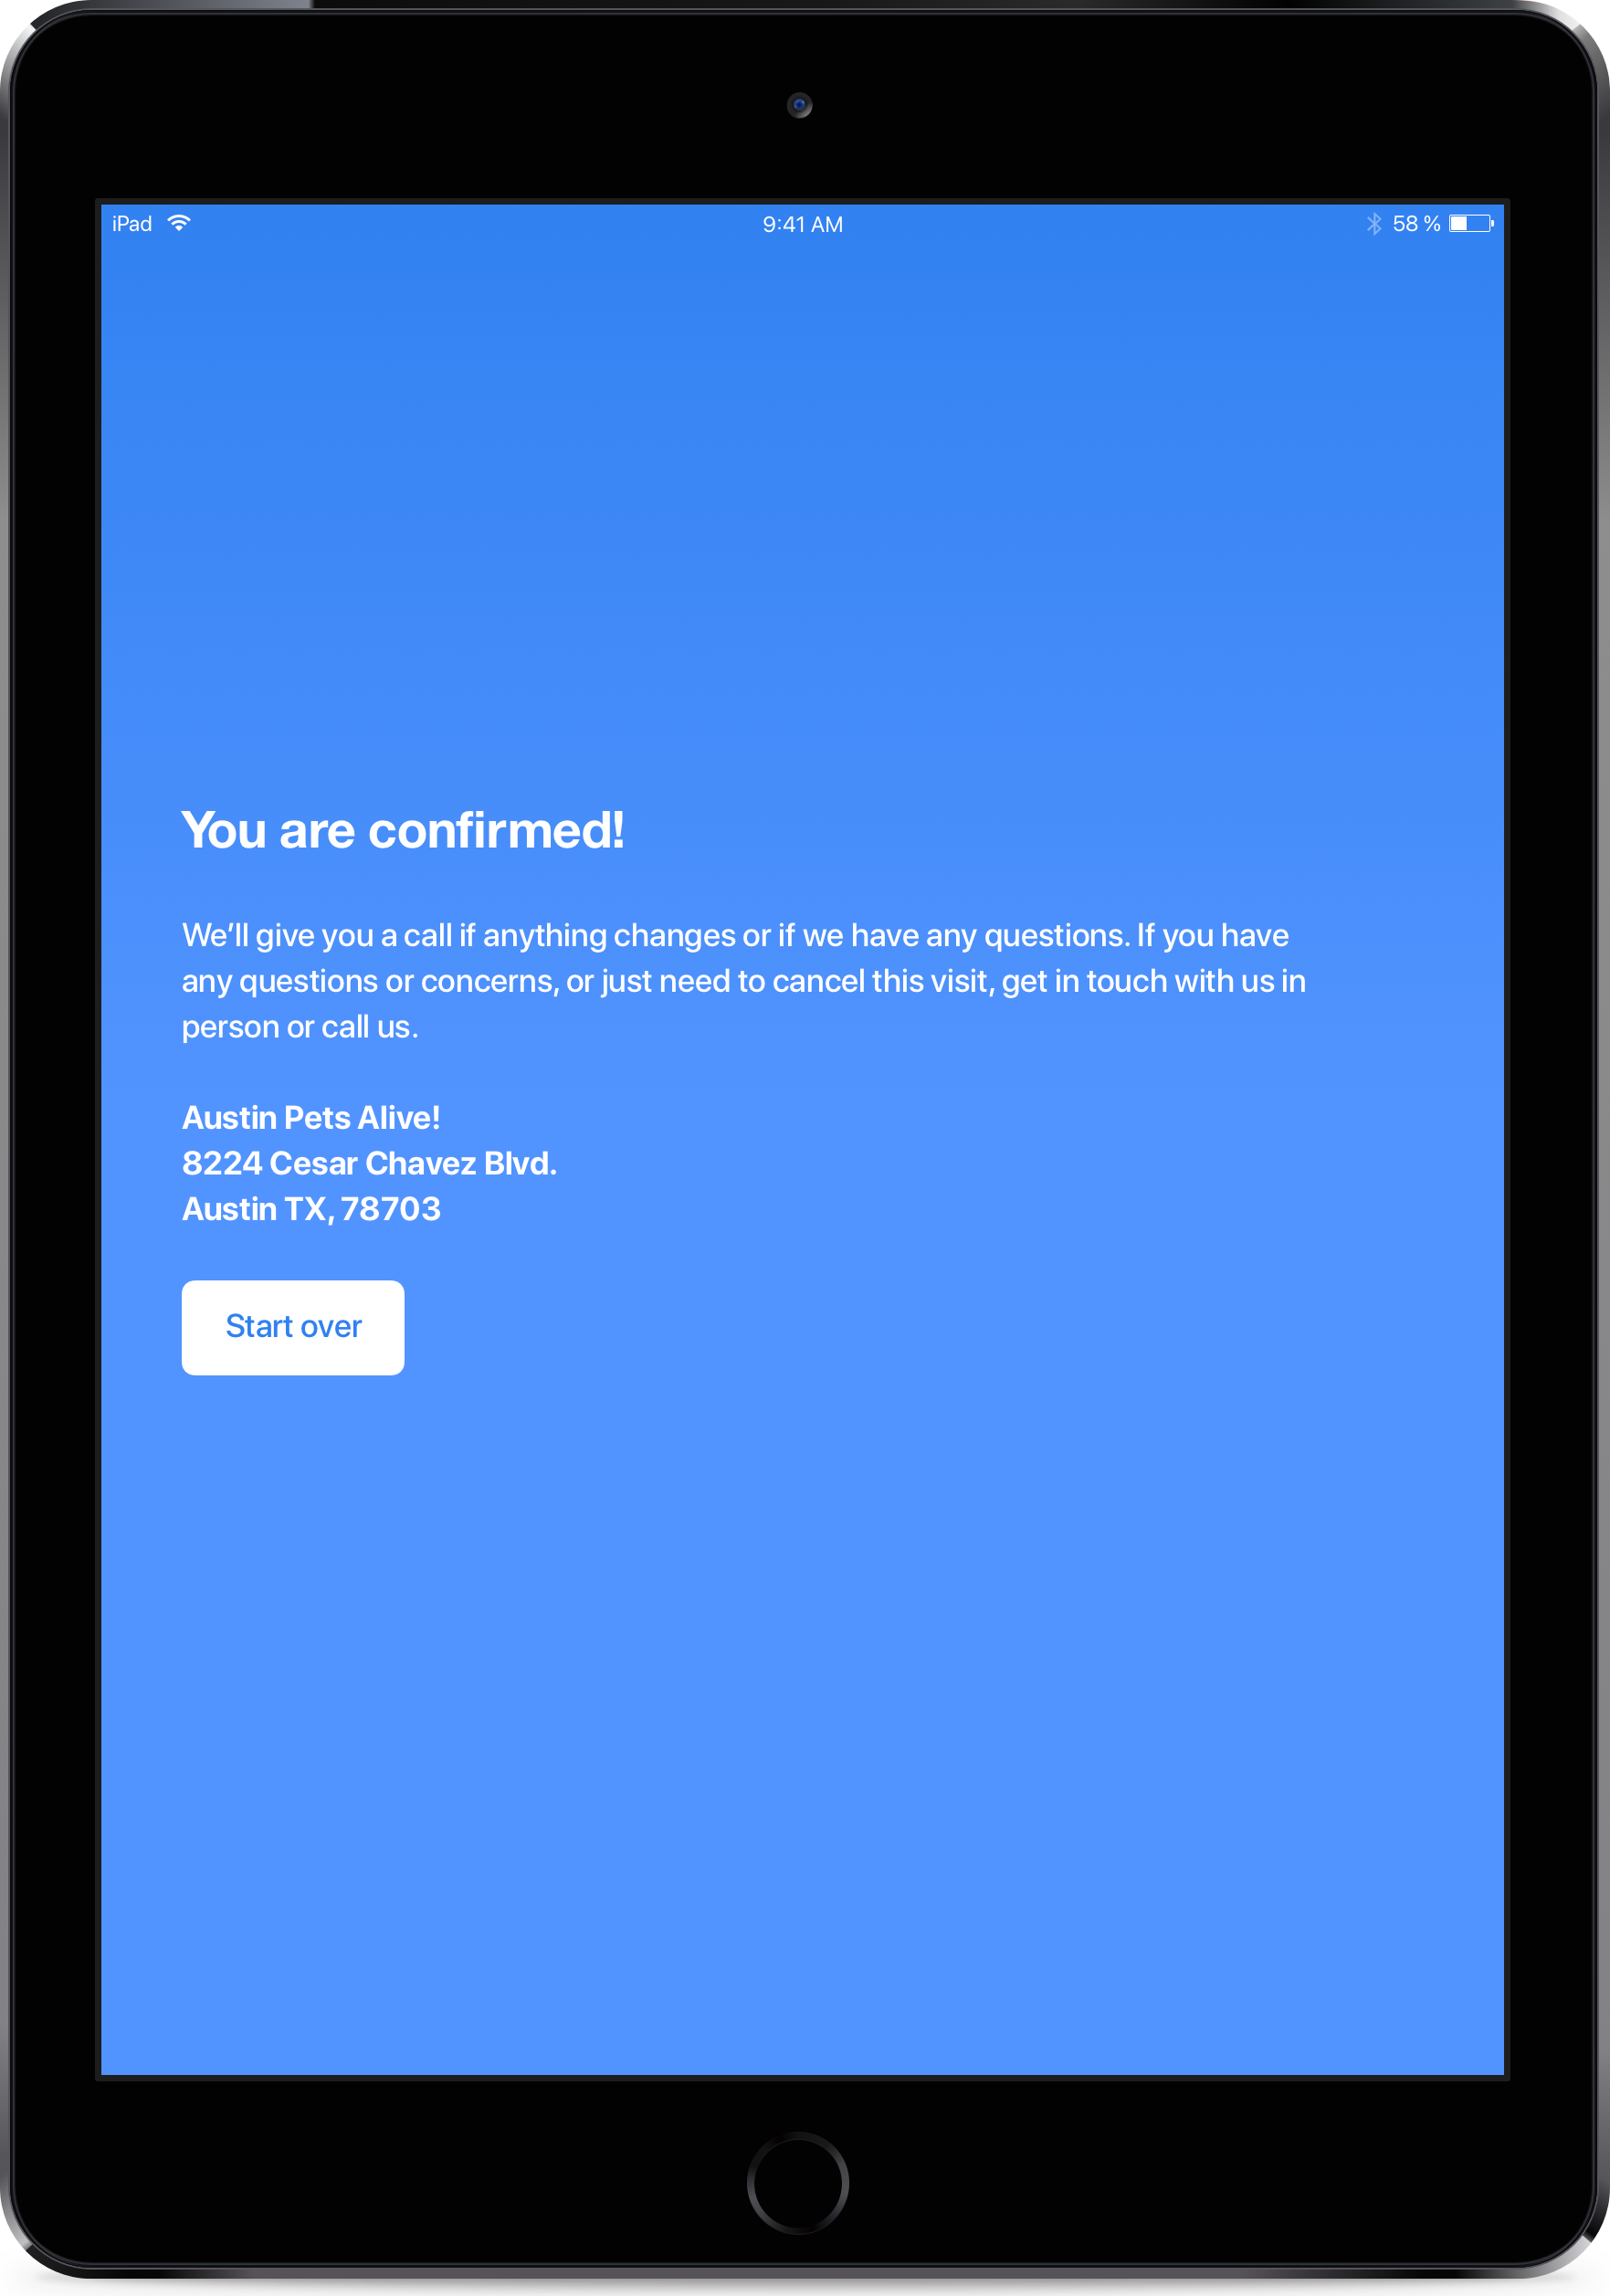 iPad 9:41 AM 58 %
You are confirmed!
We’ll give you a call if anything changes or if we have any questions. If you have
any questions or concerns, or just need to cancel this visit, get in touch with us in
person or call us.
Austin Pets Alive!
8224 Cesar Chavez Blvd.
Austin TX, 78703
Start over